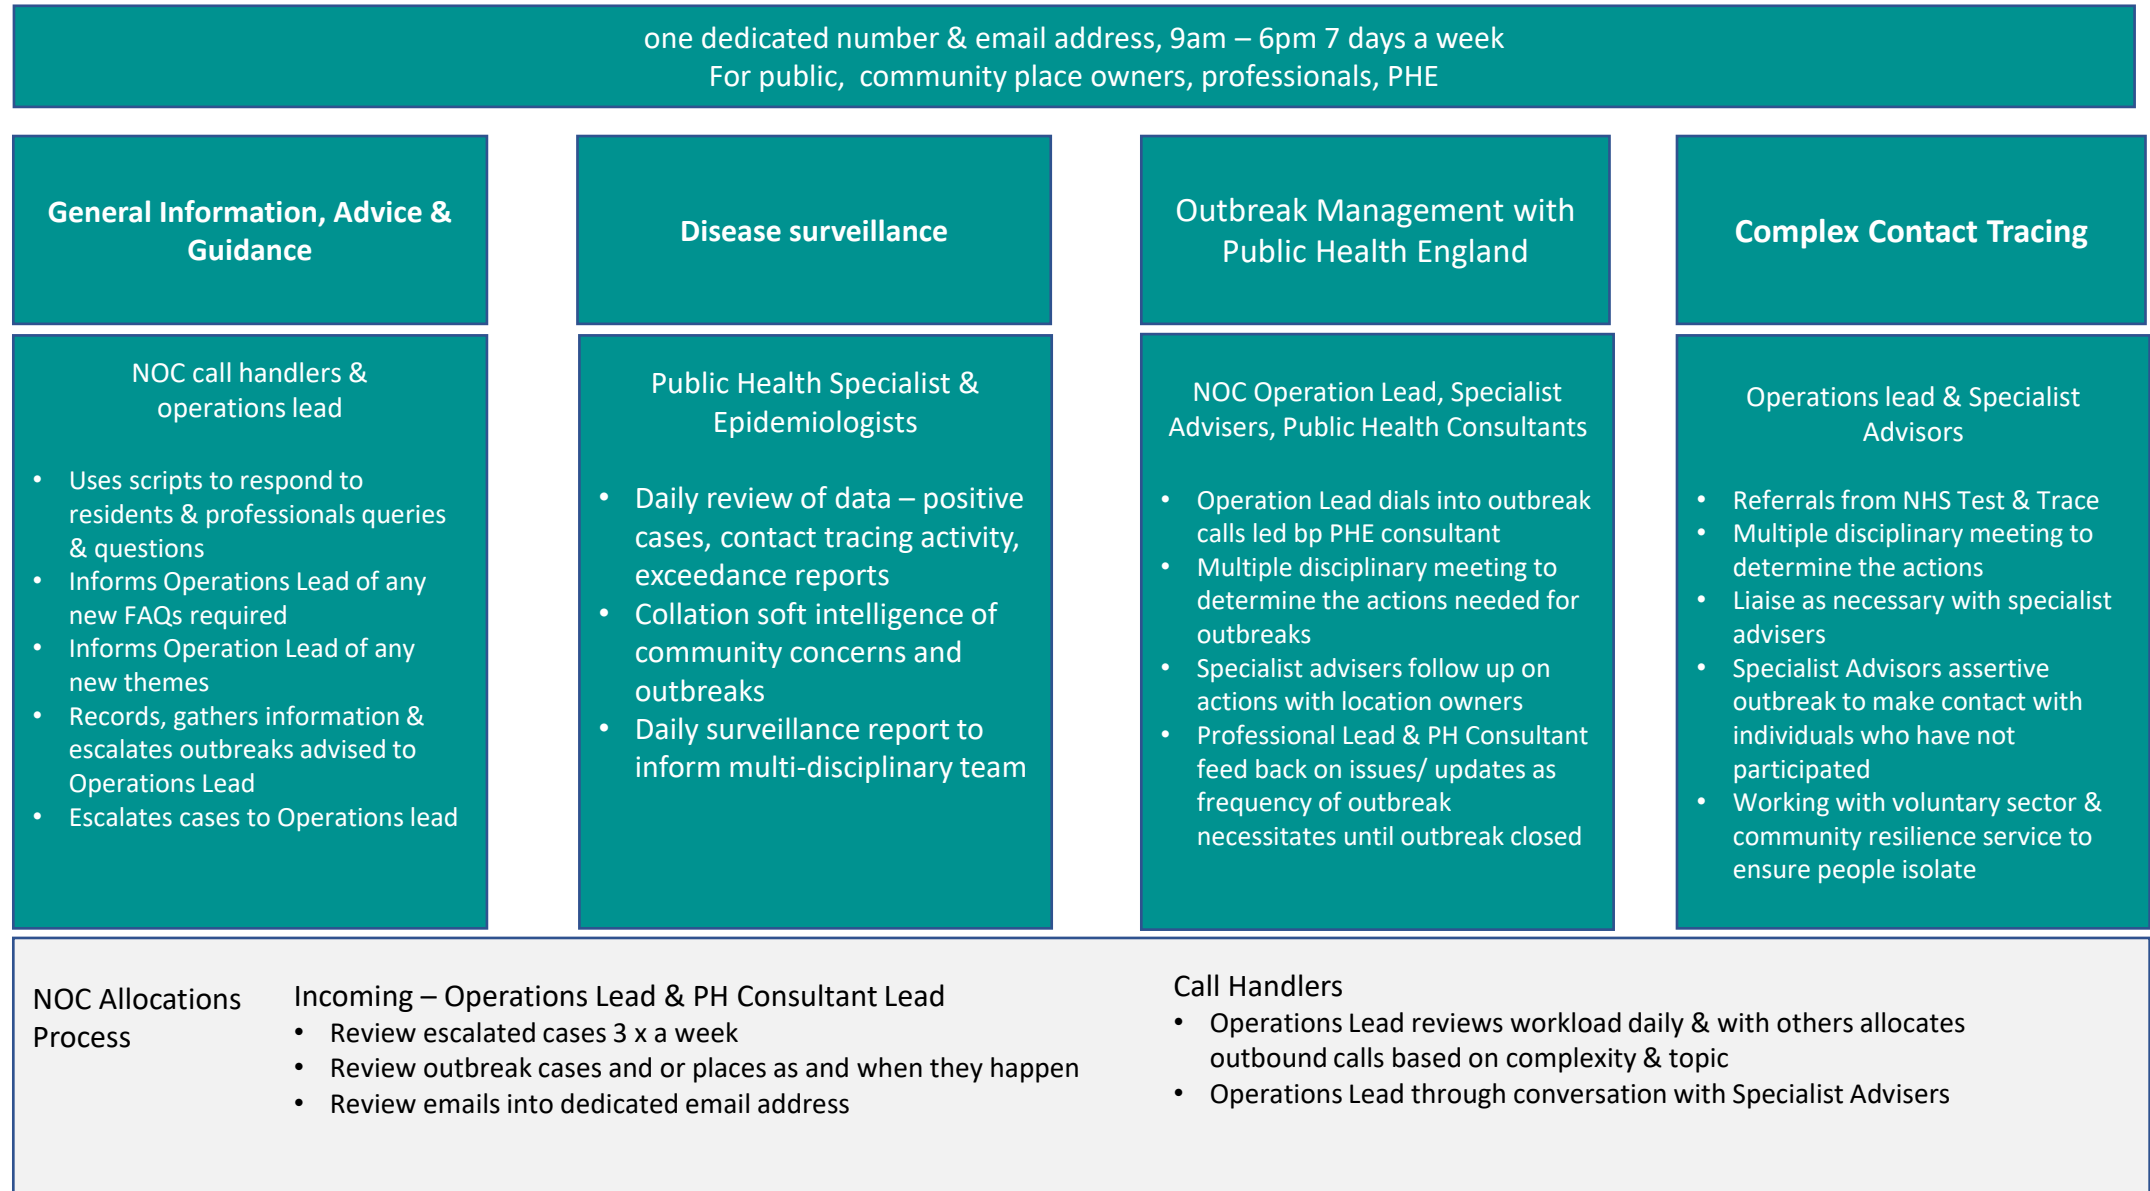 one dedicated number & email address, 9am – 6pm 7 days a week
For public, community place owners, professionals, PHE
General Information, Advice &
Guidance
NOC call handlers &
operations lead
• Uses scripts to respond to
residents & professionals queries
& questions
• Informs Operations Lead of any
new FAQs required
• Informs Operation Lead of any
new themes
• Records, gathers information &
escalates outbreaks advised to
Operations Lead
• Escalates cases to Operations lead
Disease surveillance
Public Health Specialist &
Epidemiologists
• Daily review of data – positive
cases, contact tracing activity,
exceedance reports
• Collation soft intelligence of
community concerns and
outbreaks
• Daily surveillance report to
inform multi-disciplinary team
Outbreak Management with
Public Health England
NOC Operation Lead, Specialist
Advisers, Public Health Consultants
• Operation Lead dials into outbreak
calls led bp PHE consultant
• Multiple disciplinary meeting to
determine the actions needed for
outbreaks
• Specialist advisers follow up on
actions with location owners
• Professional Lead & PH Consultant
feed back on issues/ updates as
frequency of outbreak
necessitates until outbreak closed
Complex Contact Tracing
Operations lead & Specialist
Advisors
• Referrals from NHS Test & Trace
• Multiple disciplinary meeting to
determine the actions
• Liaise as necessary with specialist
advisers
• Specialist Advisors assertive
outbreak to make contact with
individuals who have not
participated
• Working with voluntary sector &
community resilience service to
ensure people isolate
NOC Allocations
Process
Incoming – Operations Lead & PH Consultant Lead
• Review escalated cases 3 x a week
• Review outbreak cases and or places as and when they happen
• Review emails into dedicated email address
Call Handlers
• Operations Lead reviews workload daily & with others allocates
outbound calls based on complexity & topic
• Operations Lead through conversation with Specialist Advisers